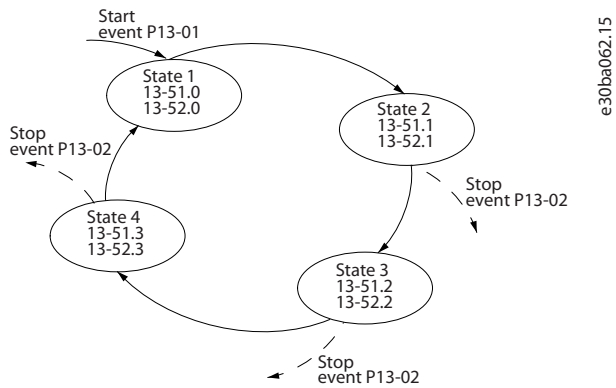 Start
event P13-01
State 1
13-51.0
13-52.0
State 2
13-51.1
13-52.1
Stop
event P13-02
Stop
event P13-02
State 4
13-51.3
13-52.3
State 3
13-51.2
13-52.2
Stop
event P13-02
e30ba062.15